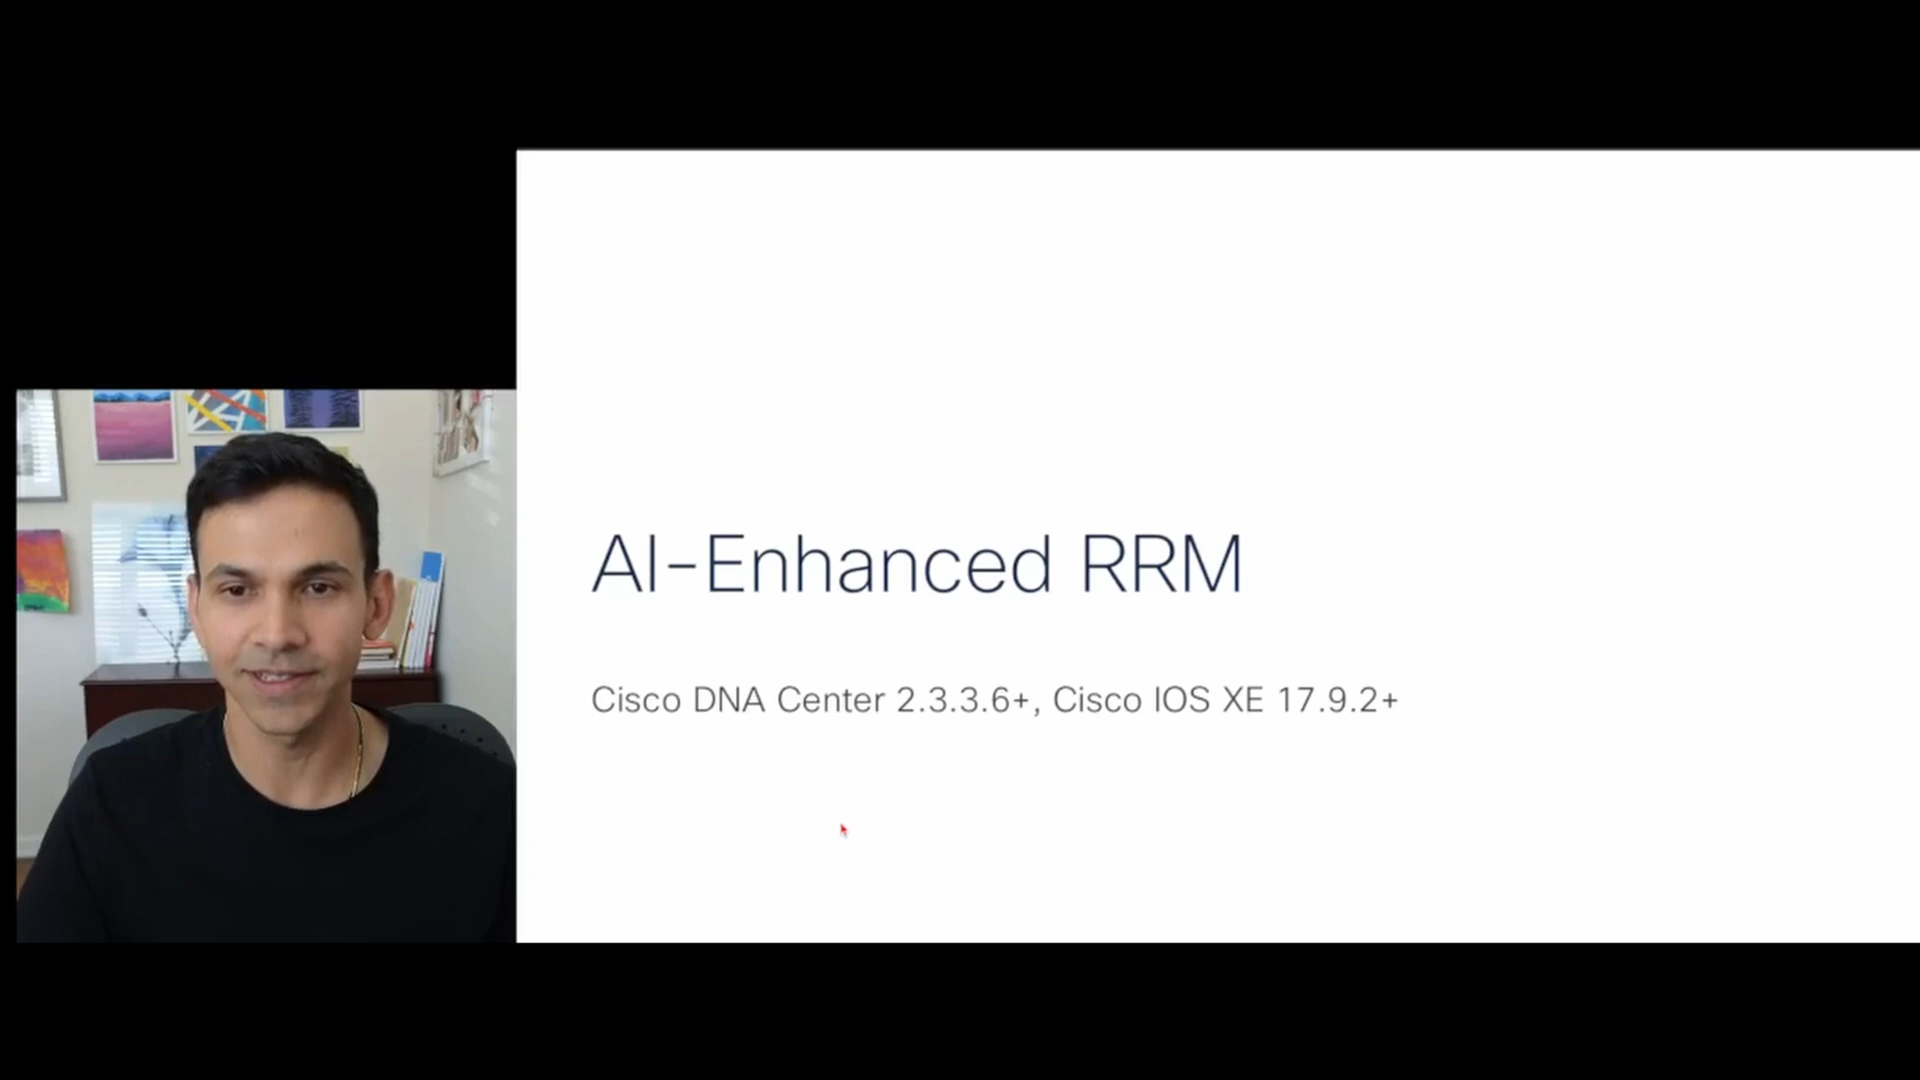 AI-Enhanced RRM
Cisco DNA Center 2.3.3.6+, Cisco IOS XE 17.9.2+